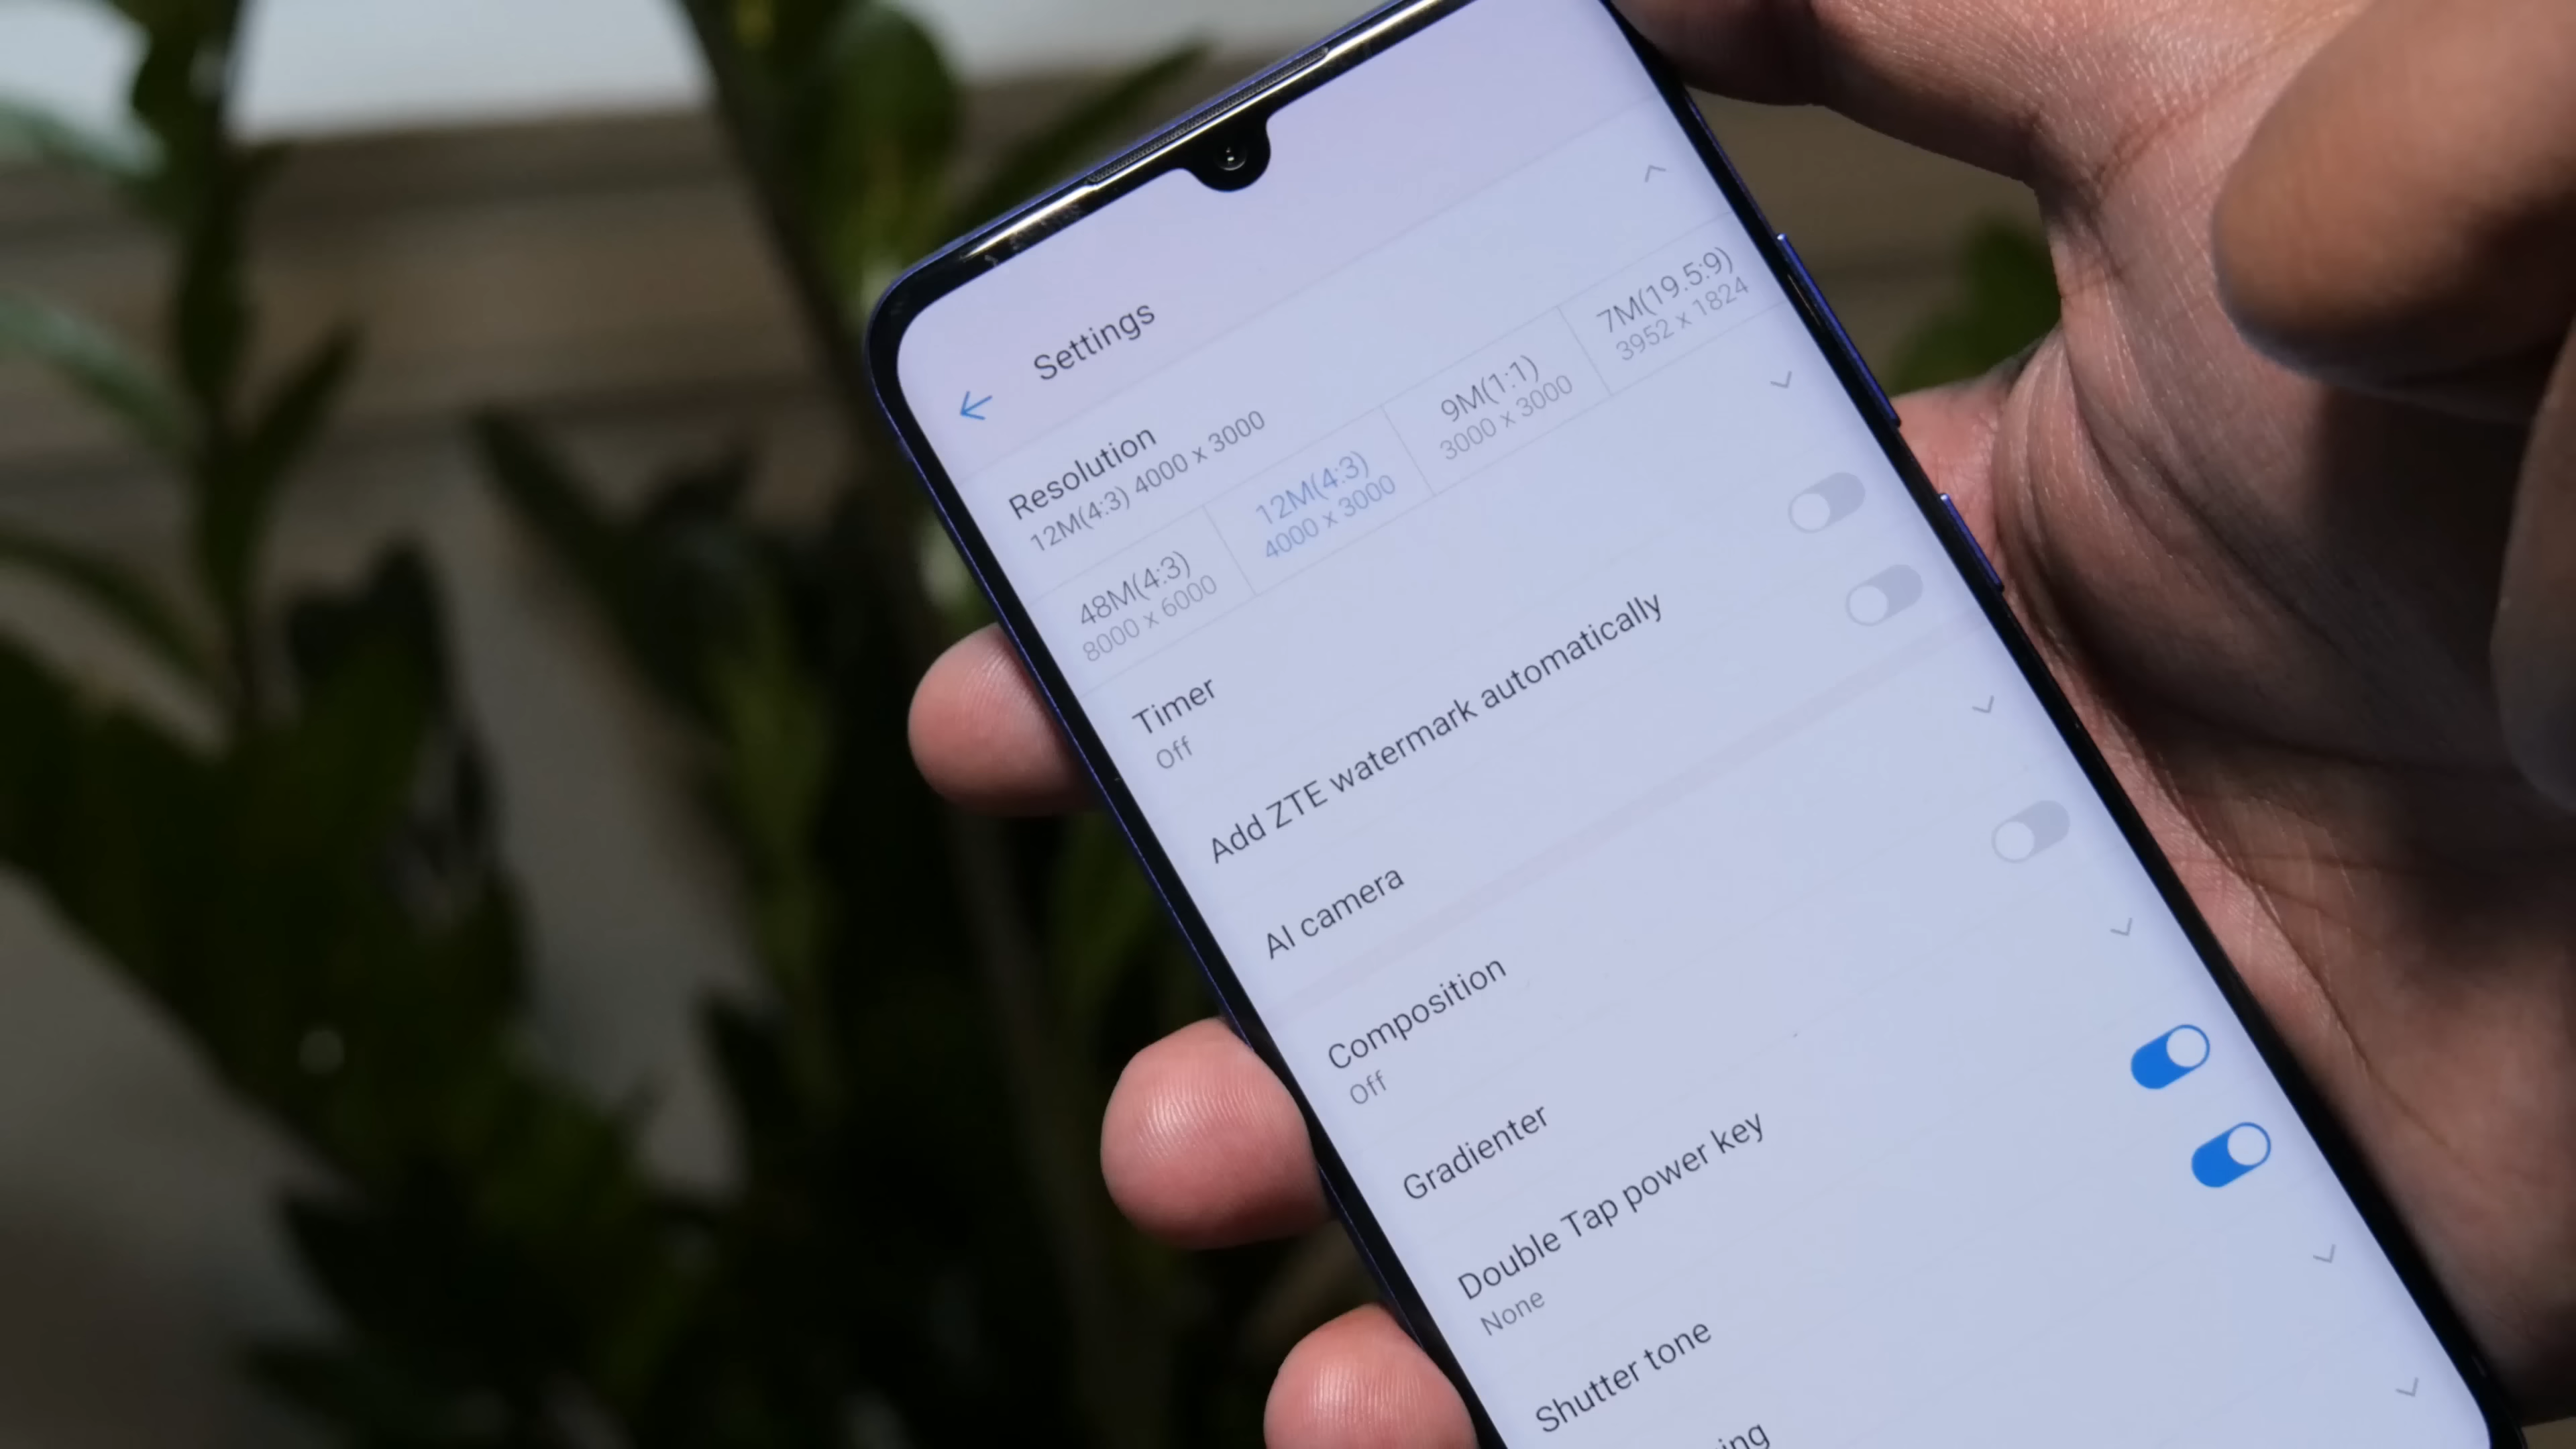 Settings
Resolution
12M(4:3) 4000 x 3000
48M(4:3)
8000 x 6000
12M(4:3)
4000 x 3000
9M(1:1)
3000 x 3000
7M(19.5:9)
3952 x 1824
Timer
Off
Add ZTE watermark automatically
AI camera
Composition
Off
Gradienter
Double Tap power key
None
Shutter tone